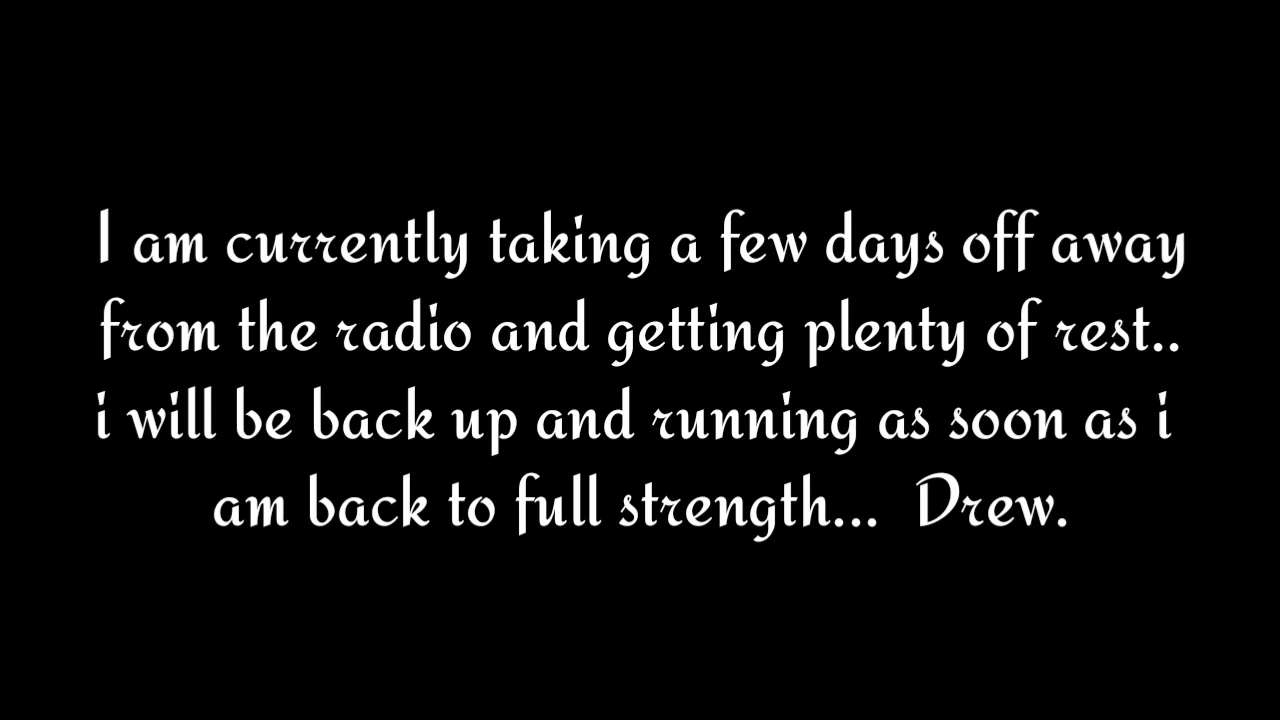 I am currently taking a few days off away
from the radio and getting plenty of rest..
i will be back up and running as soon as i
am back to full strength... Drew.